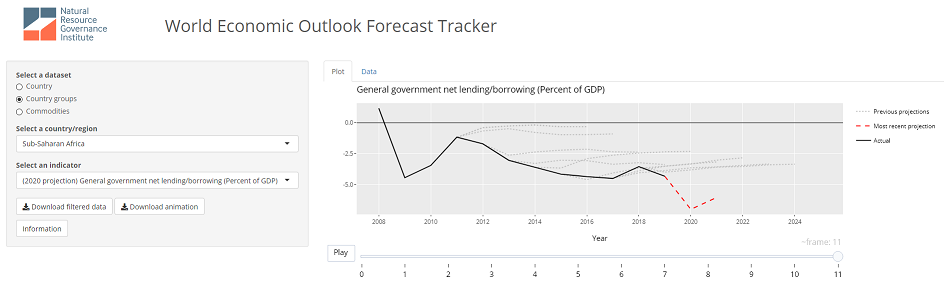 Natural
Resource
Governance
Institute
World Economic Outlook Forecast Tracker
Select a dataset
Country
Country groups
Commodities
Select a country/region
Sub-Saharan Africa
Select an indicator
(2020 projection) General government net lending/borrowing (Percent of GDP)
Download filtered data
Download animation
Information
Plot
Data
General government net lending/borrowing (Percent of GDP)
0.0
-2.5
-5.0
2008
2010
2012
2014
2016
2018
2020
2022
2024
Year
Previous projections
Most recent projection
Actual
~frame: 11
Play
0
1
2
3
4
5
6
7
8
9
10
11